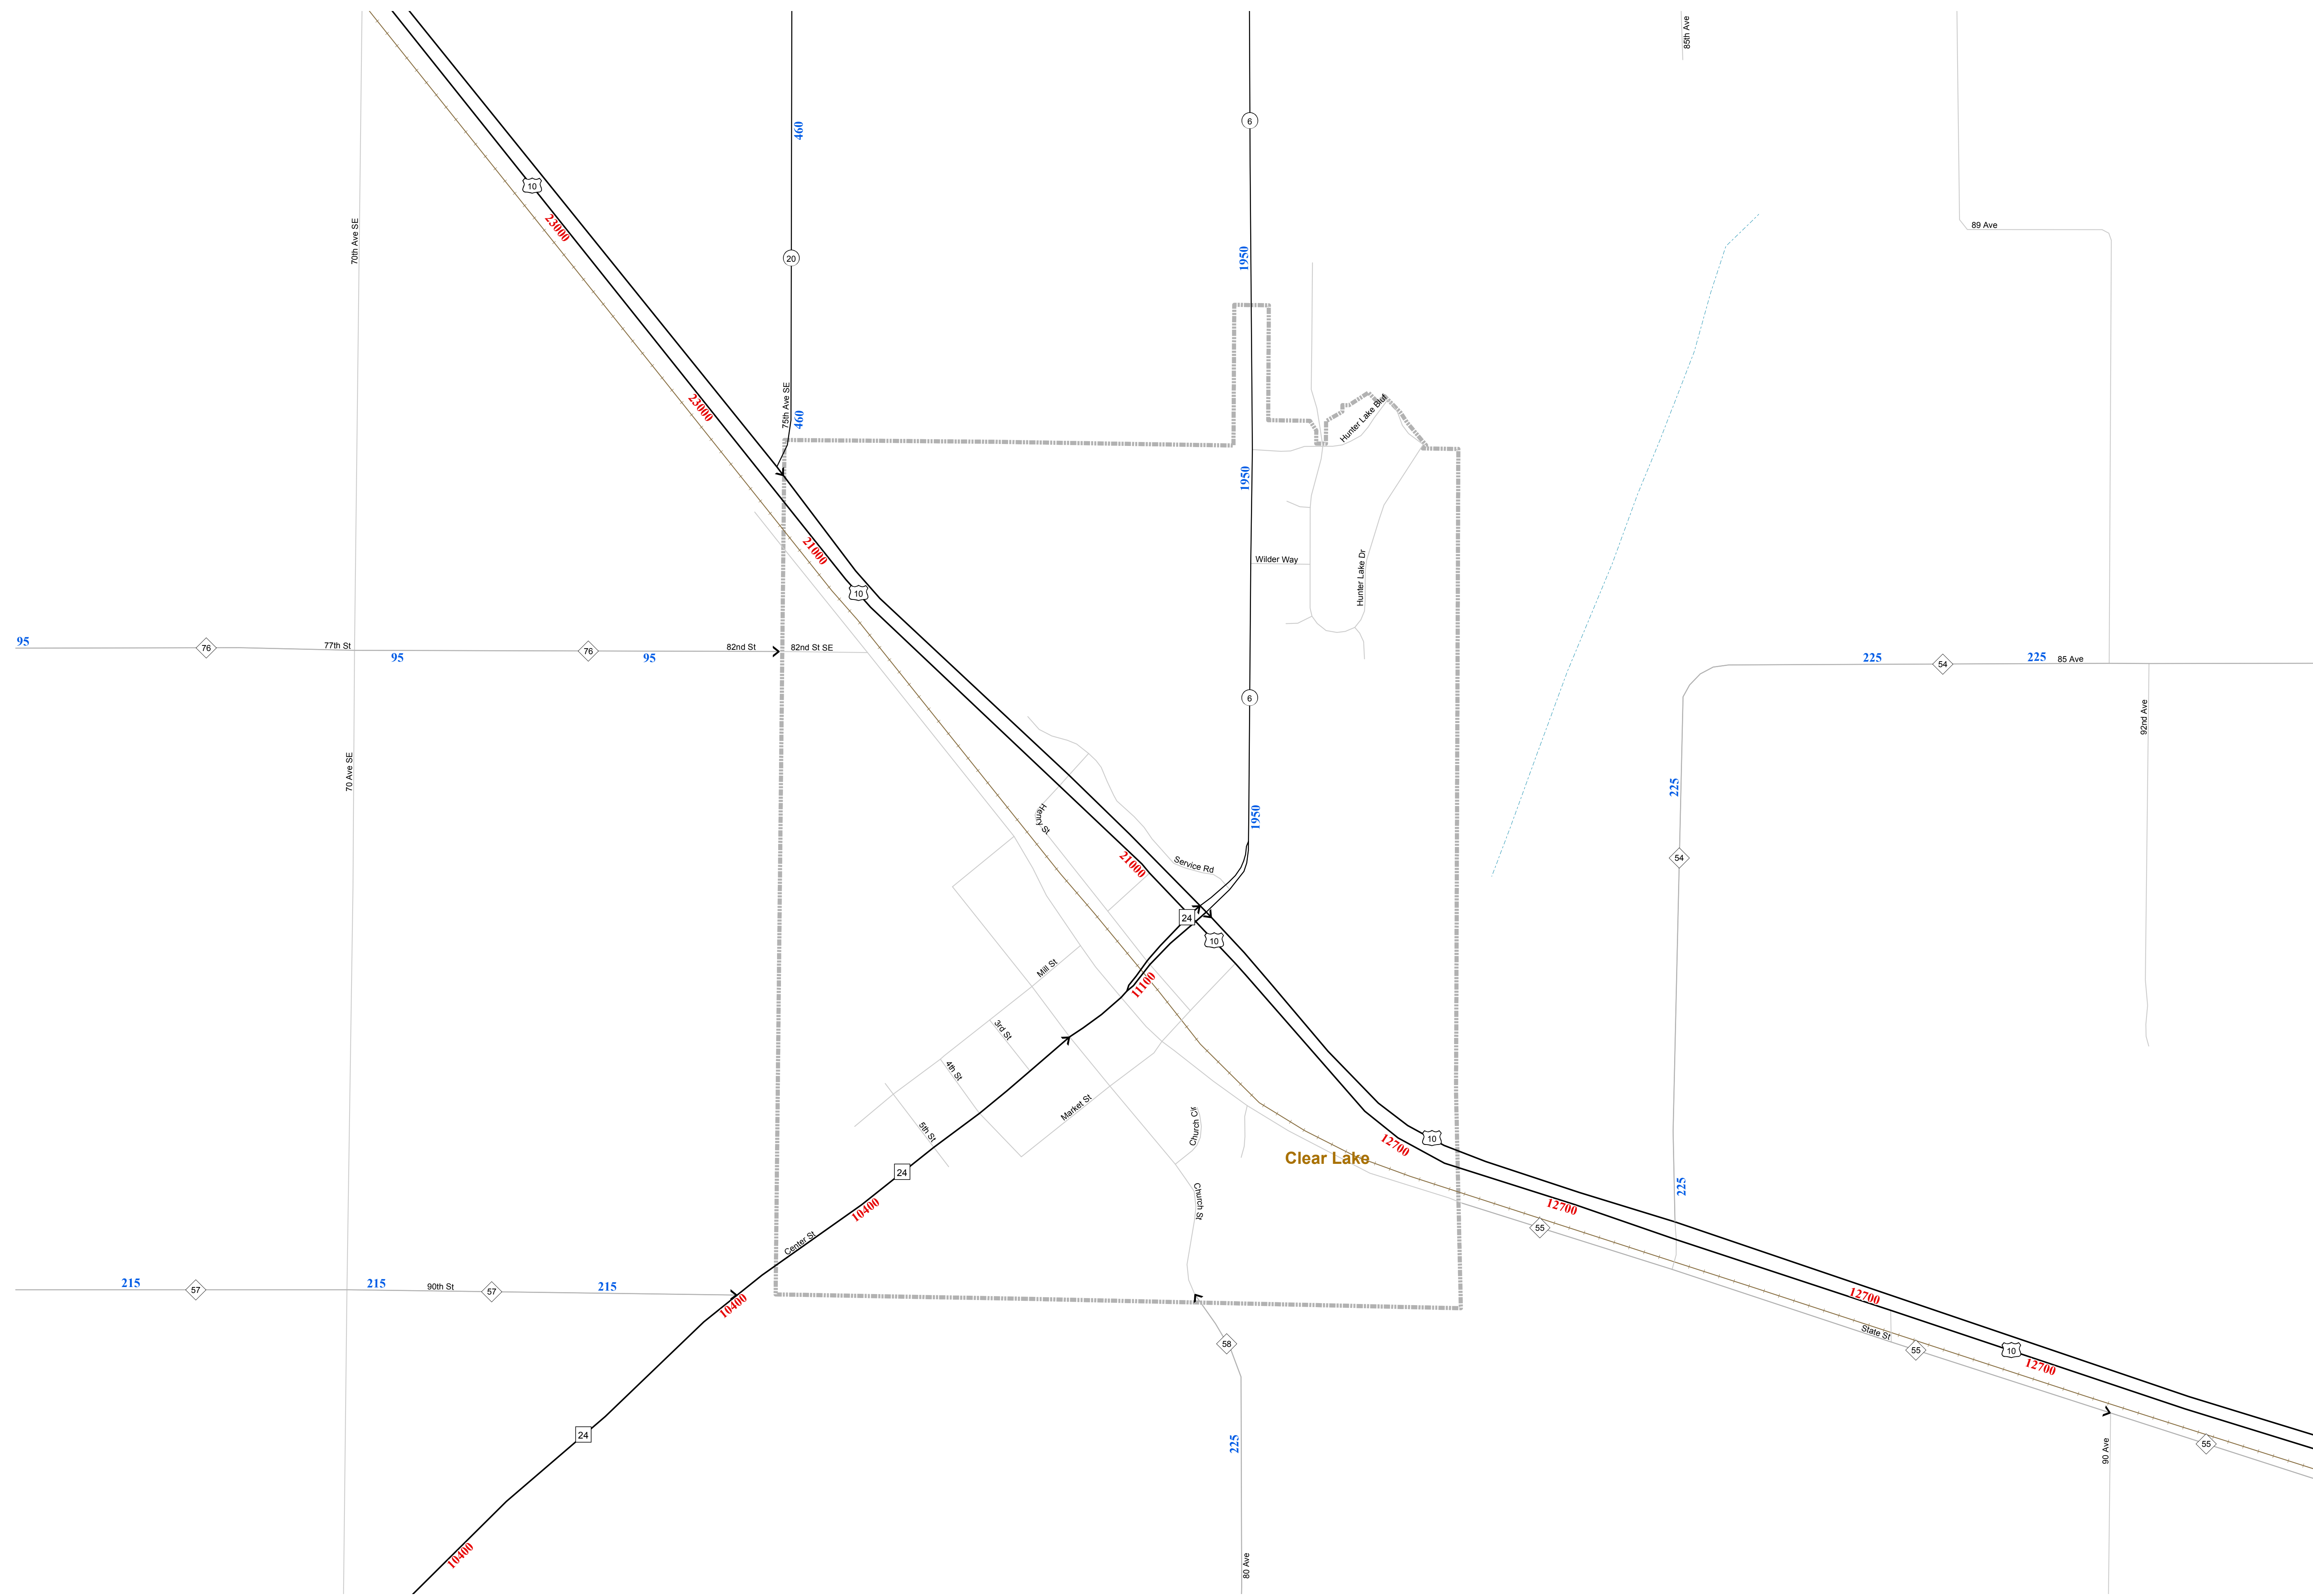 85th Ave
460
6
10
23000
70th Ave SE
89 Ave
1950
20
75th Ave SE
23000
460
Hunter Lake Bluf
1950
21000
Wilder Way
Hunter Lake Dr
10
95
76
77th St
95
76
95
82nd St
82nd St SE
225
54
225
85 Ave
6
92nd Ave
70 Ave SE
225
Henry St
1950
21000
Service Rd
54
24
10
Mill St
11100
3rd St
4th St
Market St
5th St
Church Cir
12700
10
Clear Lake
24
225
10400
Church St
12700
55
Center St
215
57
215
90th St
57
215
10400
12700
State St
58
55
10
12700
24
225
55
90 Ave
10400
80 Ave